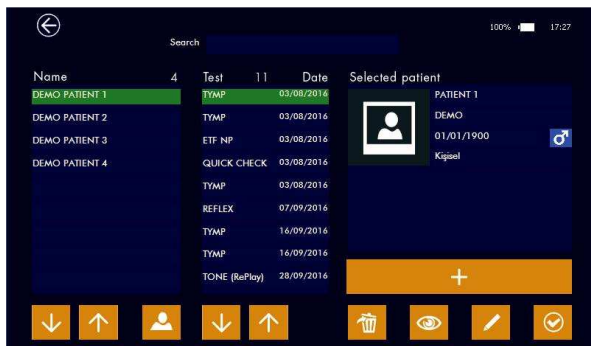 100% 17:27
Search
Name 4 Test 11 Date Selected patient
DEMO PATIENT 1 TYMP 03/08/2016 PATIENT 1
DEMO PATIENT 2 TYMP 03/08/2016 DEMO
DEMO PATIENT 3 ETF NP 03/08/2016 01/01/1900
DEMO PATIENT 4 QUICK CHECK 03/08/2016 Kişisel
TYMP 03/08/2016
REFLEX 07/09/2016
TYMP 16/09/2016
TYMP 16/09/2016
TONE (RePlay) 28/09/2016